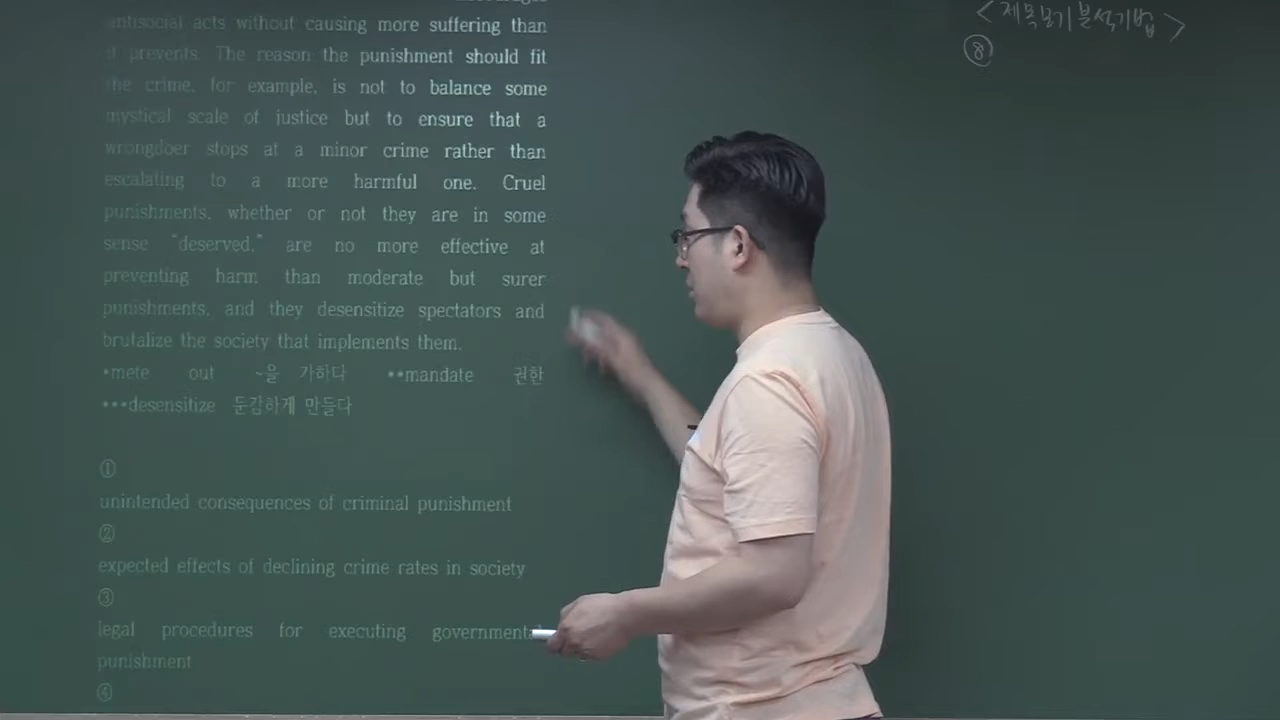 antisocial acts without causing more suffering than
it prevents. The reason the punishment should fit
the crime, for example, is not to balance some
mystical scale of justice but to ensure that a
wrongdoer stops at a minor crime rather than
escalating to a more harmful one. Cruel
punishments, whether or not they are in some
sense "deserved," are no more effective at
preventing harm than moderate but surer
punishments, and they desensitize spectators and
brutalize the society that implements them.
*mete out ~을 가하다 **mandate 권한
***desensitize 둔감하게 만들다
①
unintended consequences of criminal punishment
②
expected effects of declining crime rates in society
③
legal procedures for executing governmental
punishment
④
<제목보기분석기법>
⑧